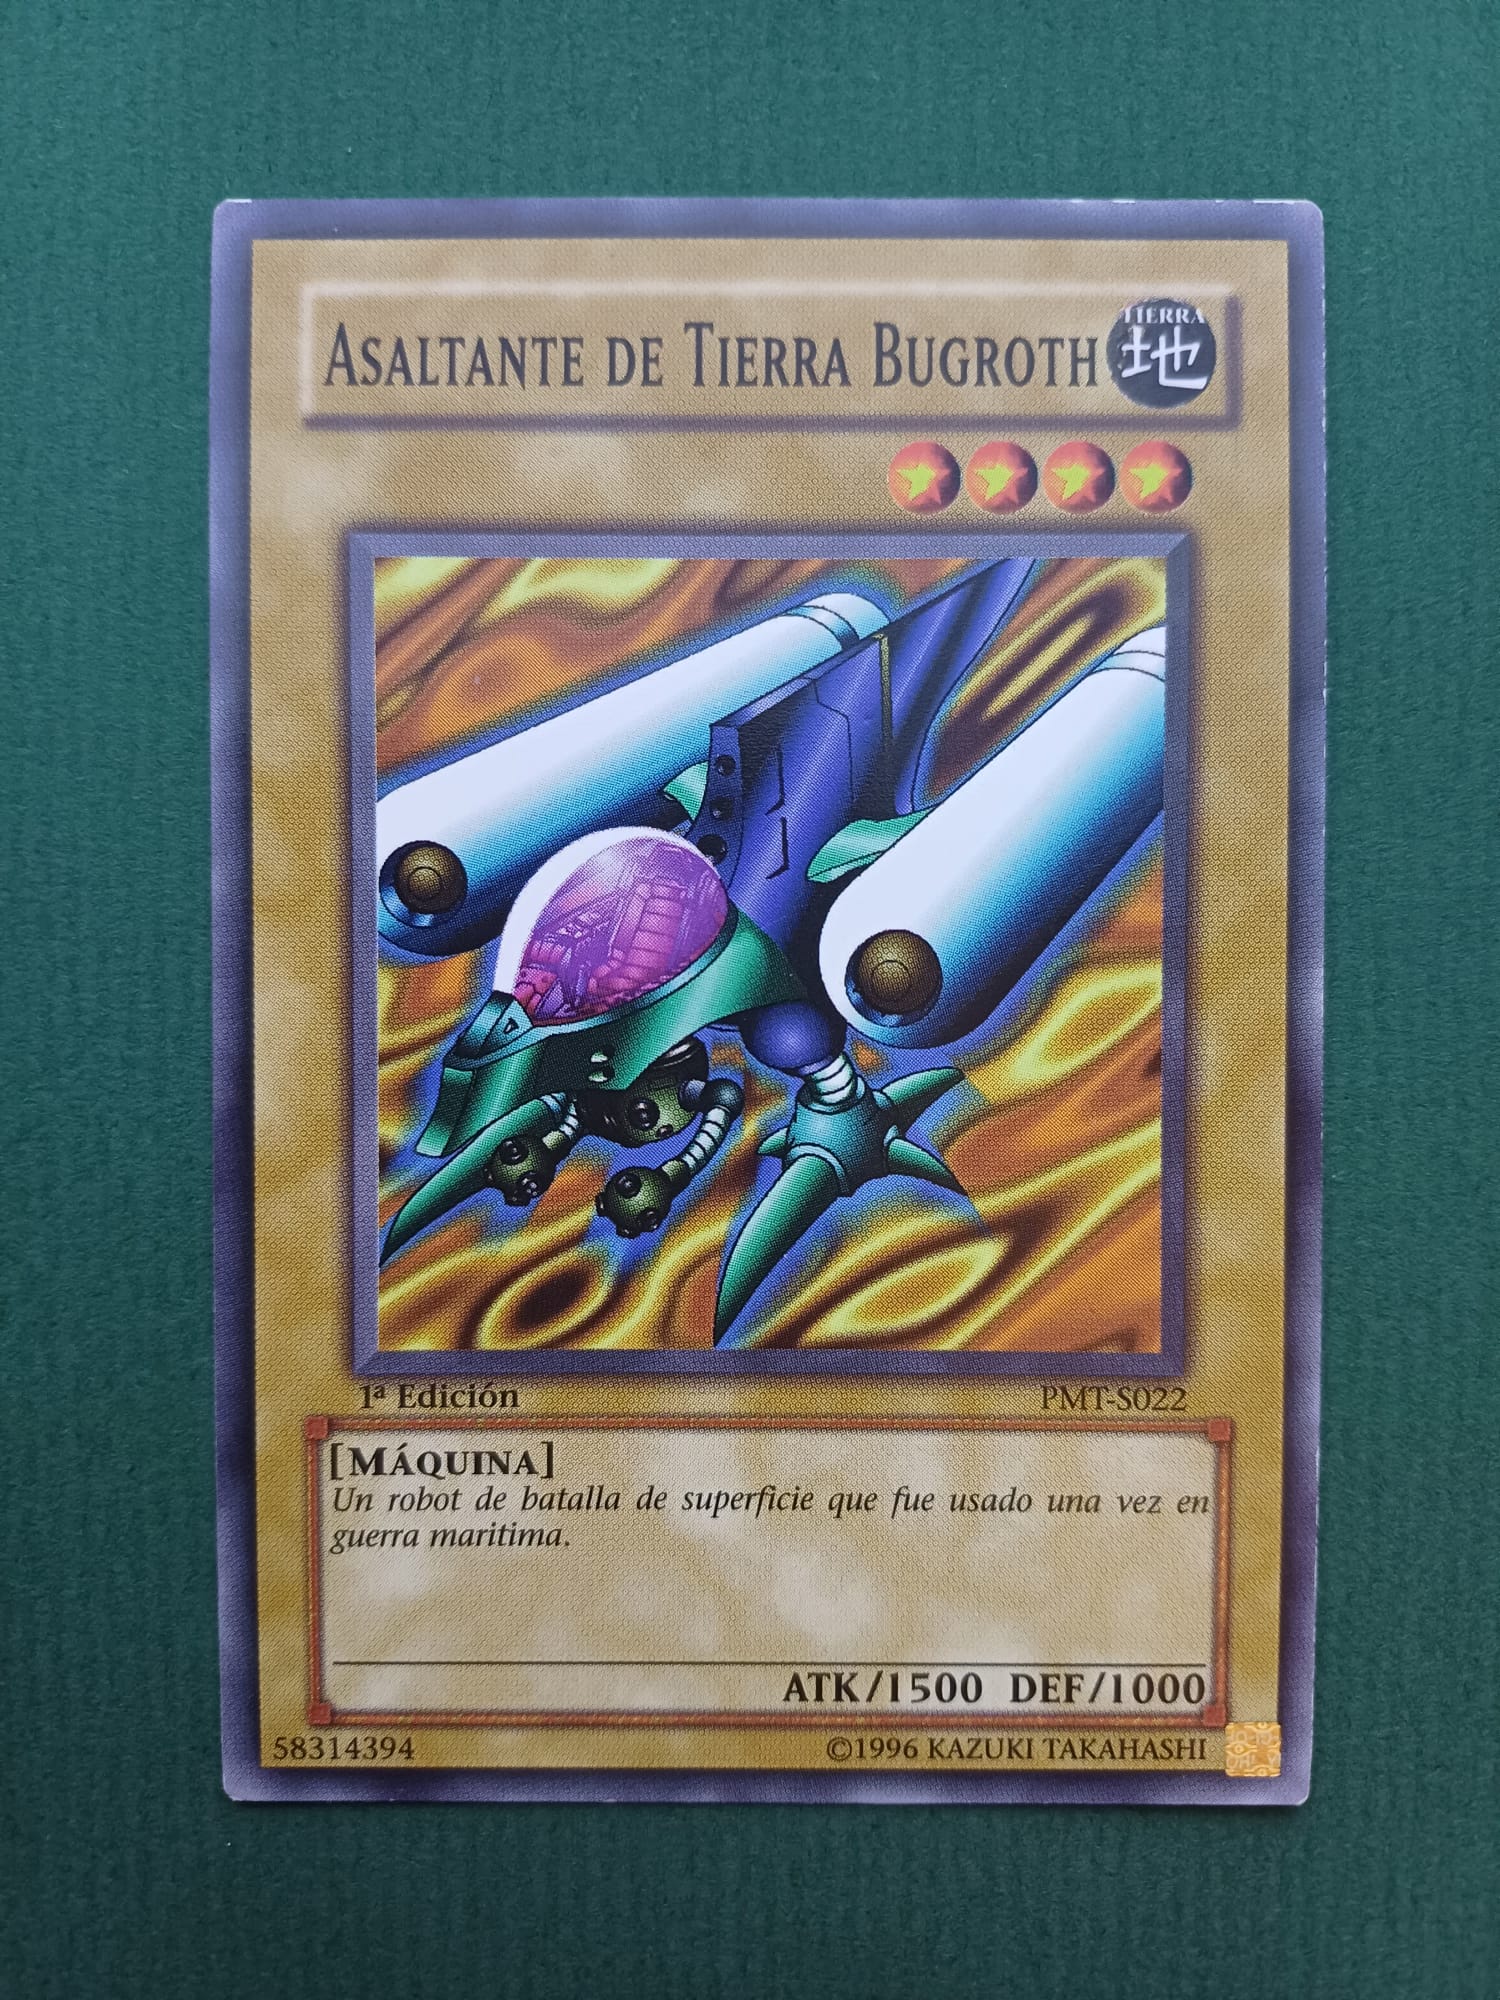 ASALTANTE DE TIERRA BUGROTH
TIERRA
地
1ª Edición
PMT-S022
[MÁQUINA]
Un robot de batalla de superficie que fue usado una vez en
guerra maritima.
ATK/1500 DEF/1000
58314394
©1996 KAZUKI TAKAHASHI